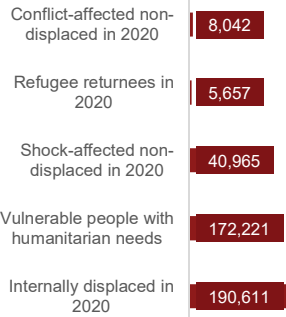 Conflict-affected non-
displaced in 2020
8,042
Refugee returnees in
2020
5,657
Shock-affected non-
displaced in 2020
40,965
Vulnerable people with
humanitarian needs
172,221
Internally displaced in
2020
190,611